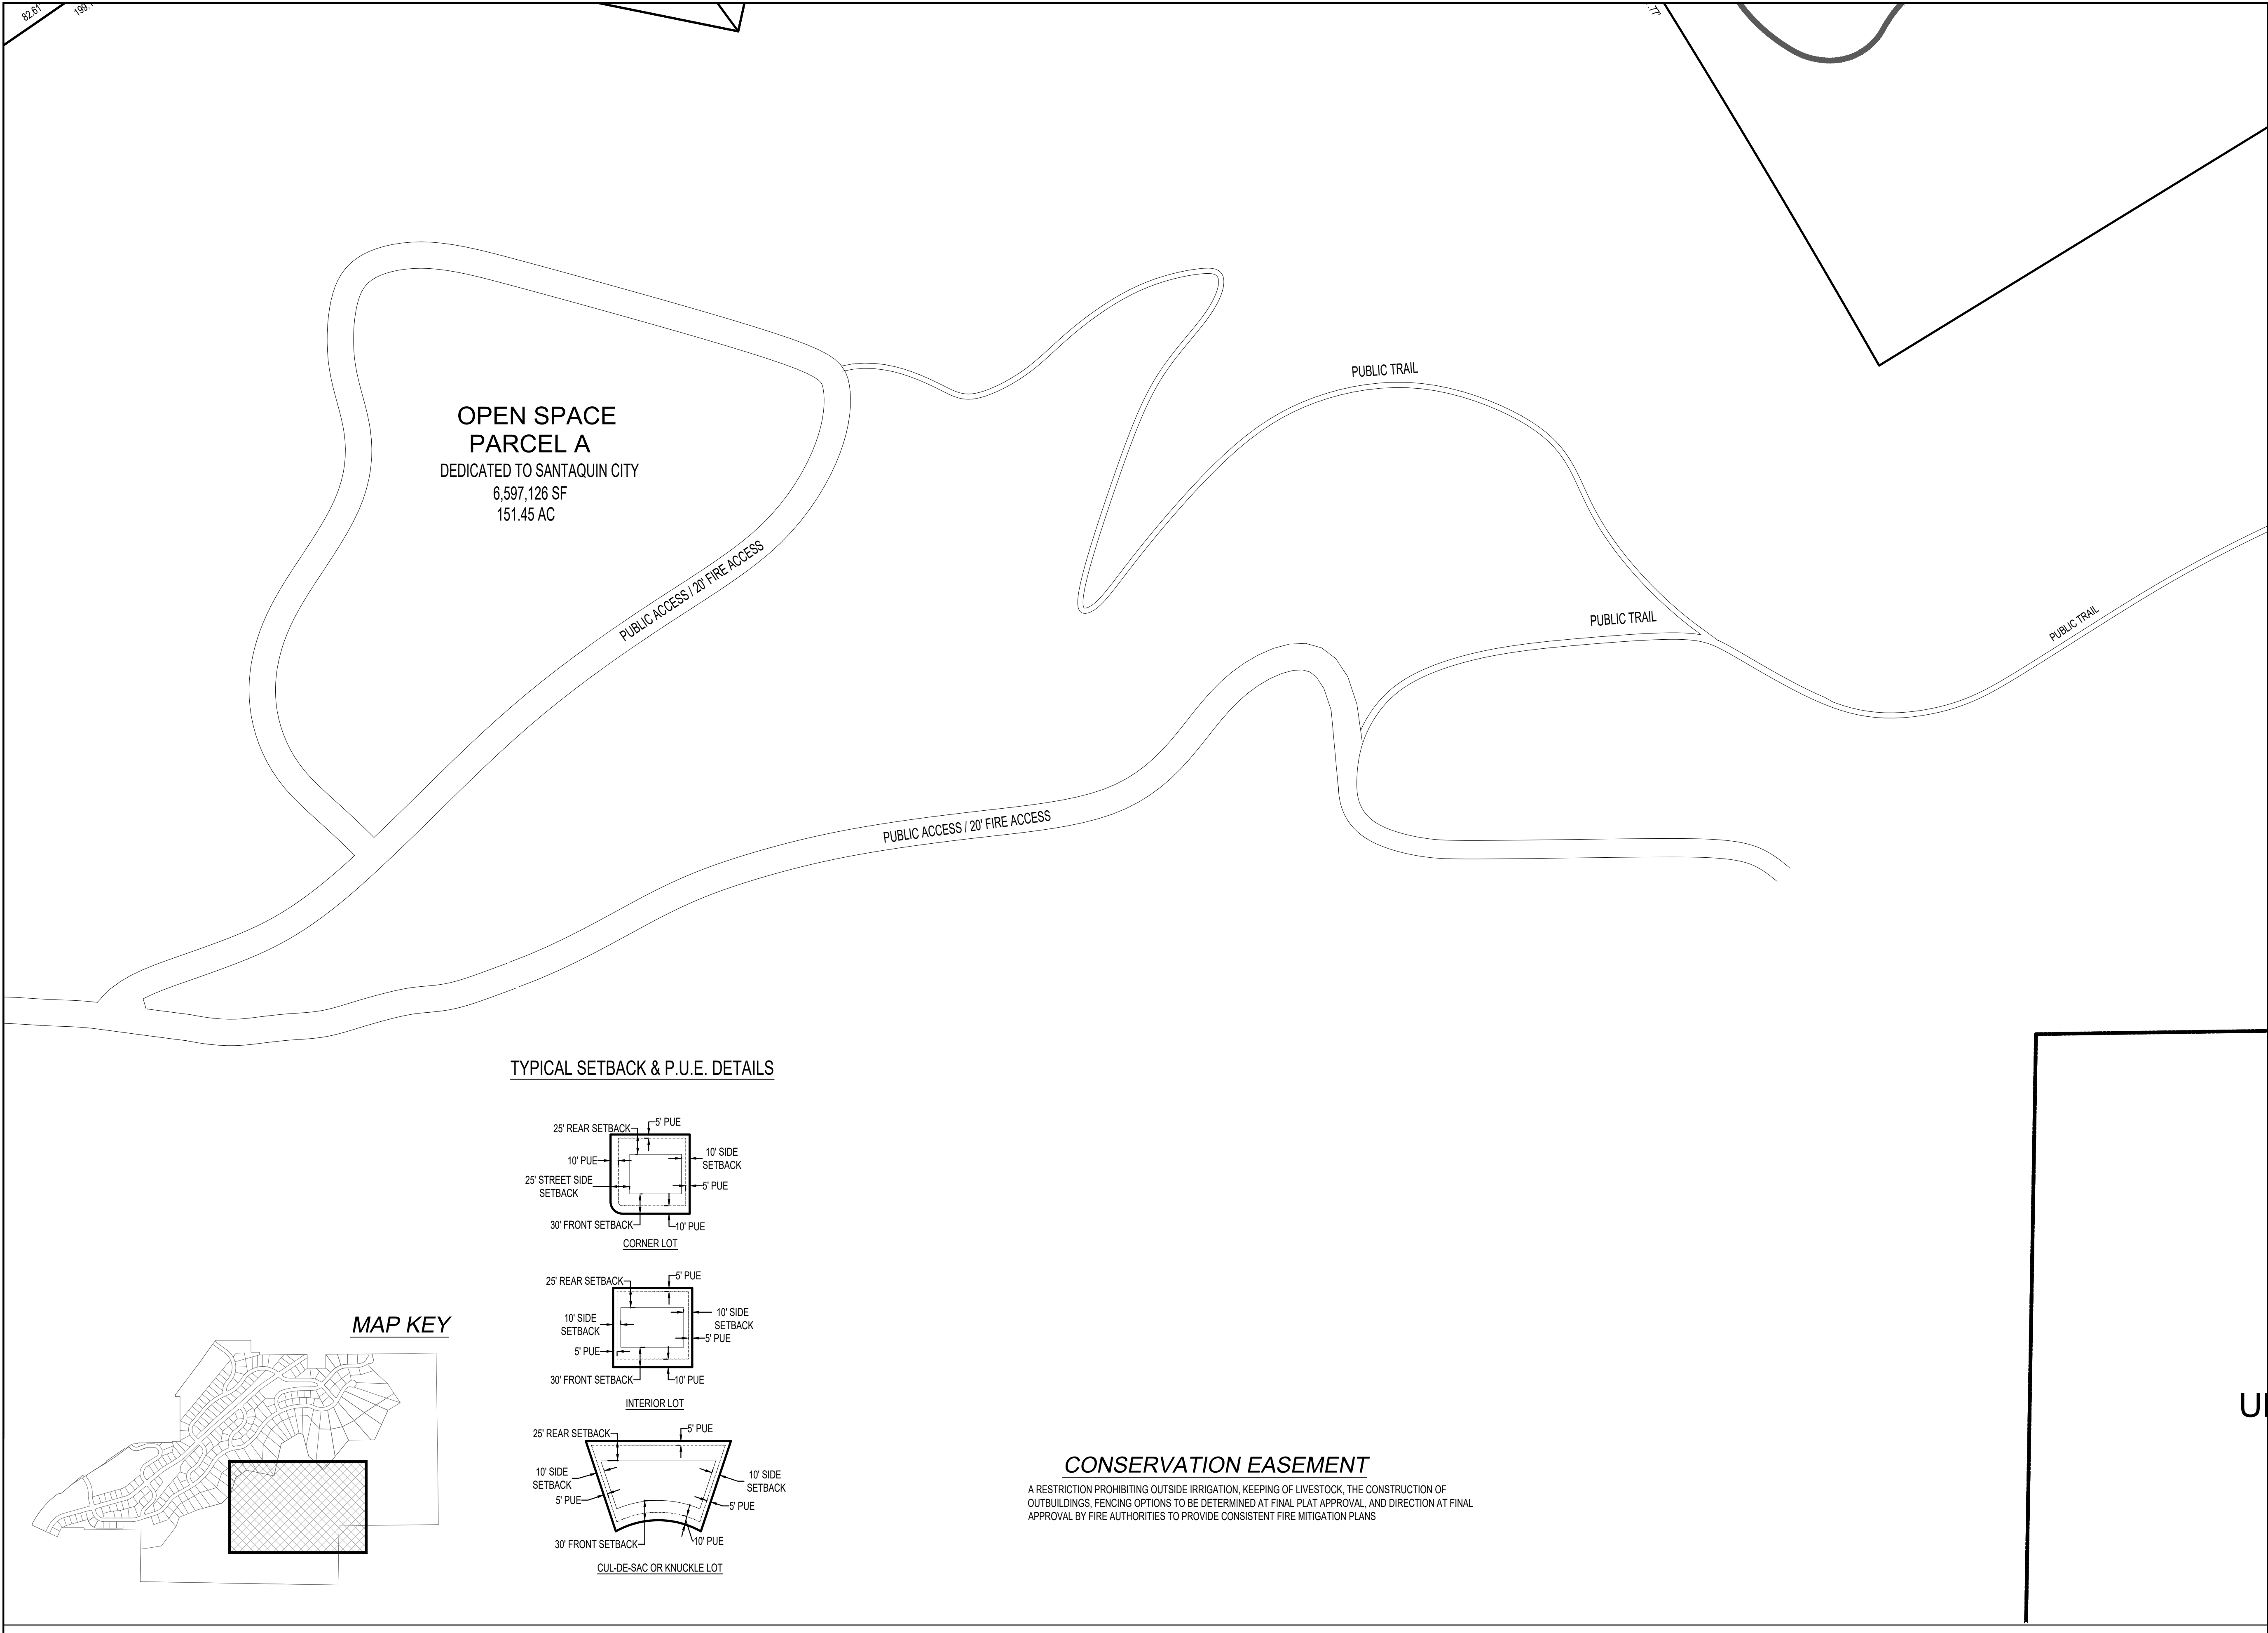 82.61'
PUBLIC TRAIL
OPEN SPACE
PARCEL A
DEDICATED TO SANTAQUIN CITY
6,597,126 SF
151.45 AC
PUBLIC ACCESS / 20' FIRE ACCESS
PUBLIC TRAIL
PUBLIC TRAIL
PUBLIC ACCESS / 20' FIRE ACCESS
TYPICAL SETBACK & P.U.E. DETAILS
5' PUE
25' REAR SETBACK
10' SIDE
SETBACK
10' PUE
25' STREET SIDE
SETBACK
5' PUE
30' FRONT SETBACK
10' PUE
CORNER LOT
5' PUE
25' REAR SETBACK
10' SIDE
SETBACK
10' SIDE
SETBACK
5' PUE
5' PUE
30' FRONT SETBACK
10' PUE
INTERIOR LOT
5' PUE
25' REAR SETBACK
10' SIDE
SETBACK
10' SIDE
SETBACK
5' PUE
5' PUE
30' FRONT SETBACK
10' PUE
CUL-DE-SAC OR KNUCKLE LOT
MAP KEY
CONSERVATION EASEMENT
A RESTRICTION PROHIBITING OUTSIDE IRRIGATION, KEEPING OF LIVESTOCK, THE CONSTRUCTION OF
OUTBUILDINGS, FENCING OPTIONS TO BE DETERMINED AT FINAL PLAT APPROVAL, AND DIRECTION AT FINAL
APPROVAL BY FIRE AUTHORITIES TO PROVIDE CONSISTENT FIRE MITIGATION PLANS